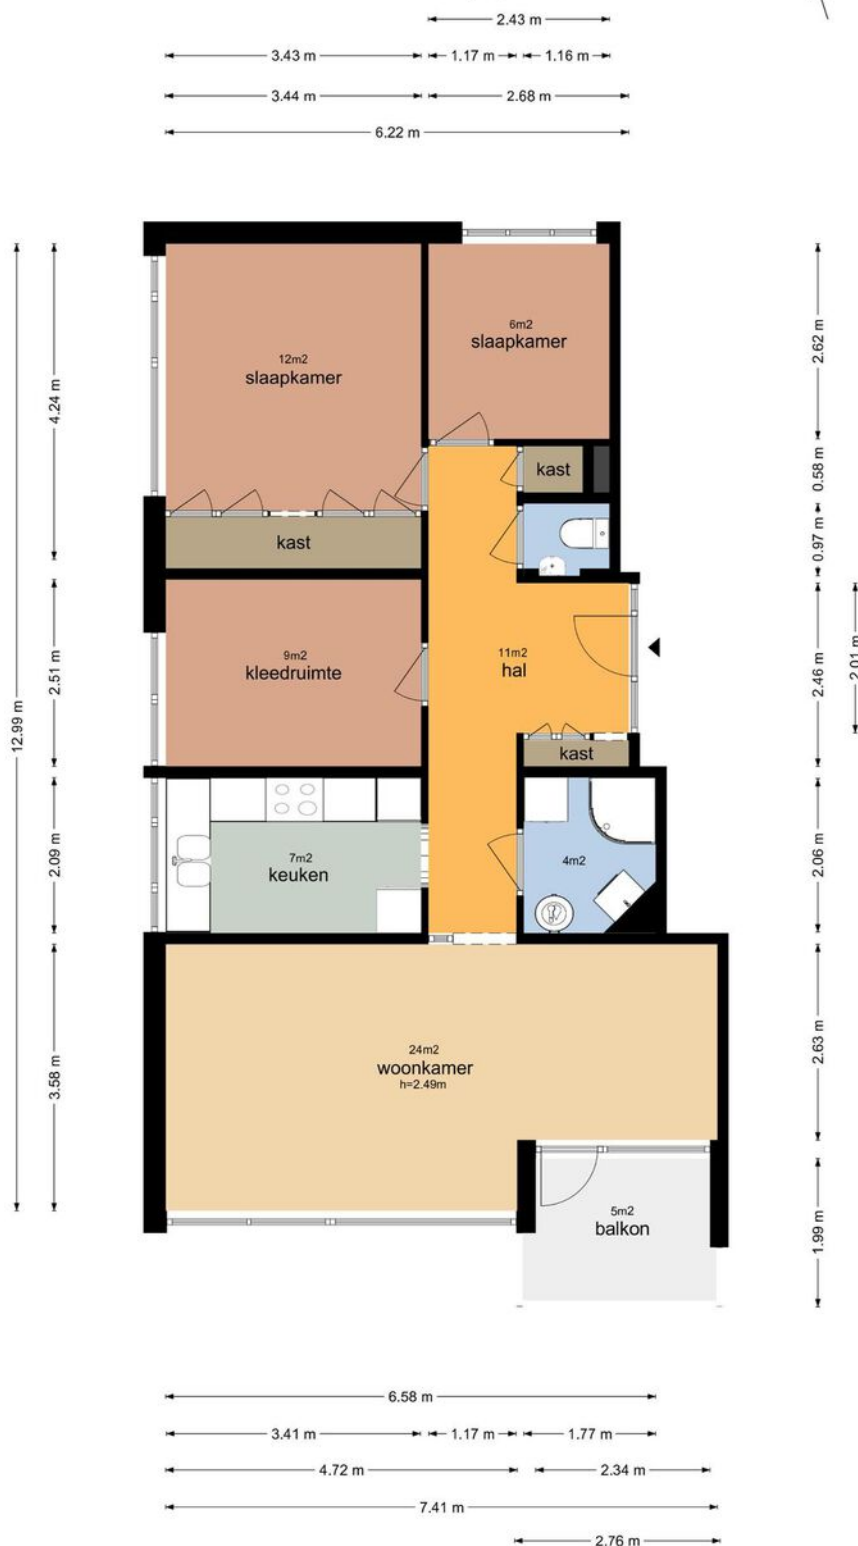 2.43 m
3.43 m
1.17 m
1.16 m
3.44 m
2.68 m
6.22 m
6m2
slaapkamer
12m2
slaapkamer
2.62 m
4.24 m
kast
0.58 m
kast
0.97 m
9m2
kleedruimte
11m2
hal
2.51 m
2.46 m
2.01 m
12.99 m
kast
7m2
keuken
4m2
2.09 m
2.06 m
24m2
woonkamer
h=2.49m
2.63 m
3.58 m
5m2
balkon
1.99 m
6.58 m
3.41 m
1.17 m
1.77 m
4.72 m
2.34 m
7.41 m
2.76 m